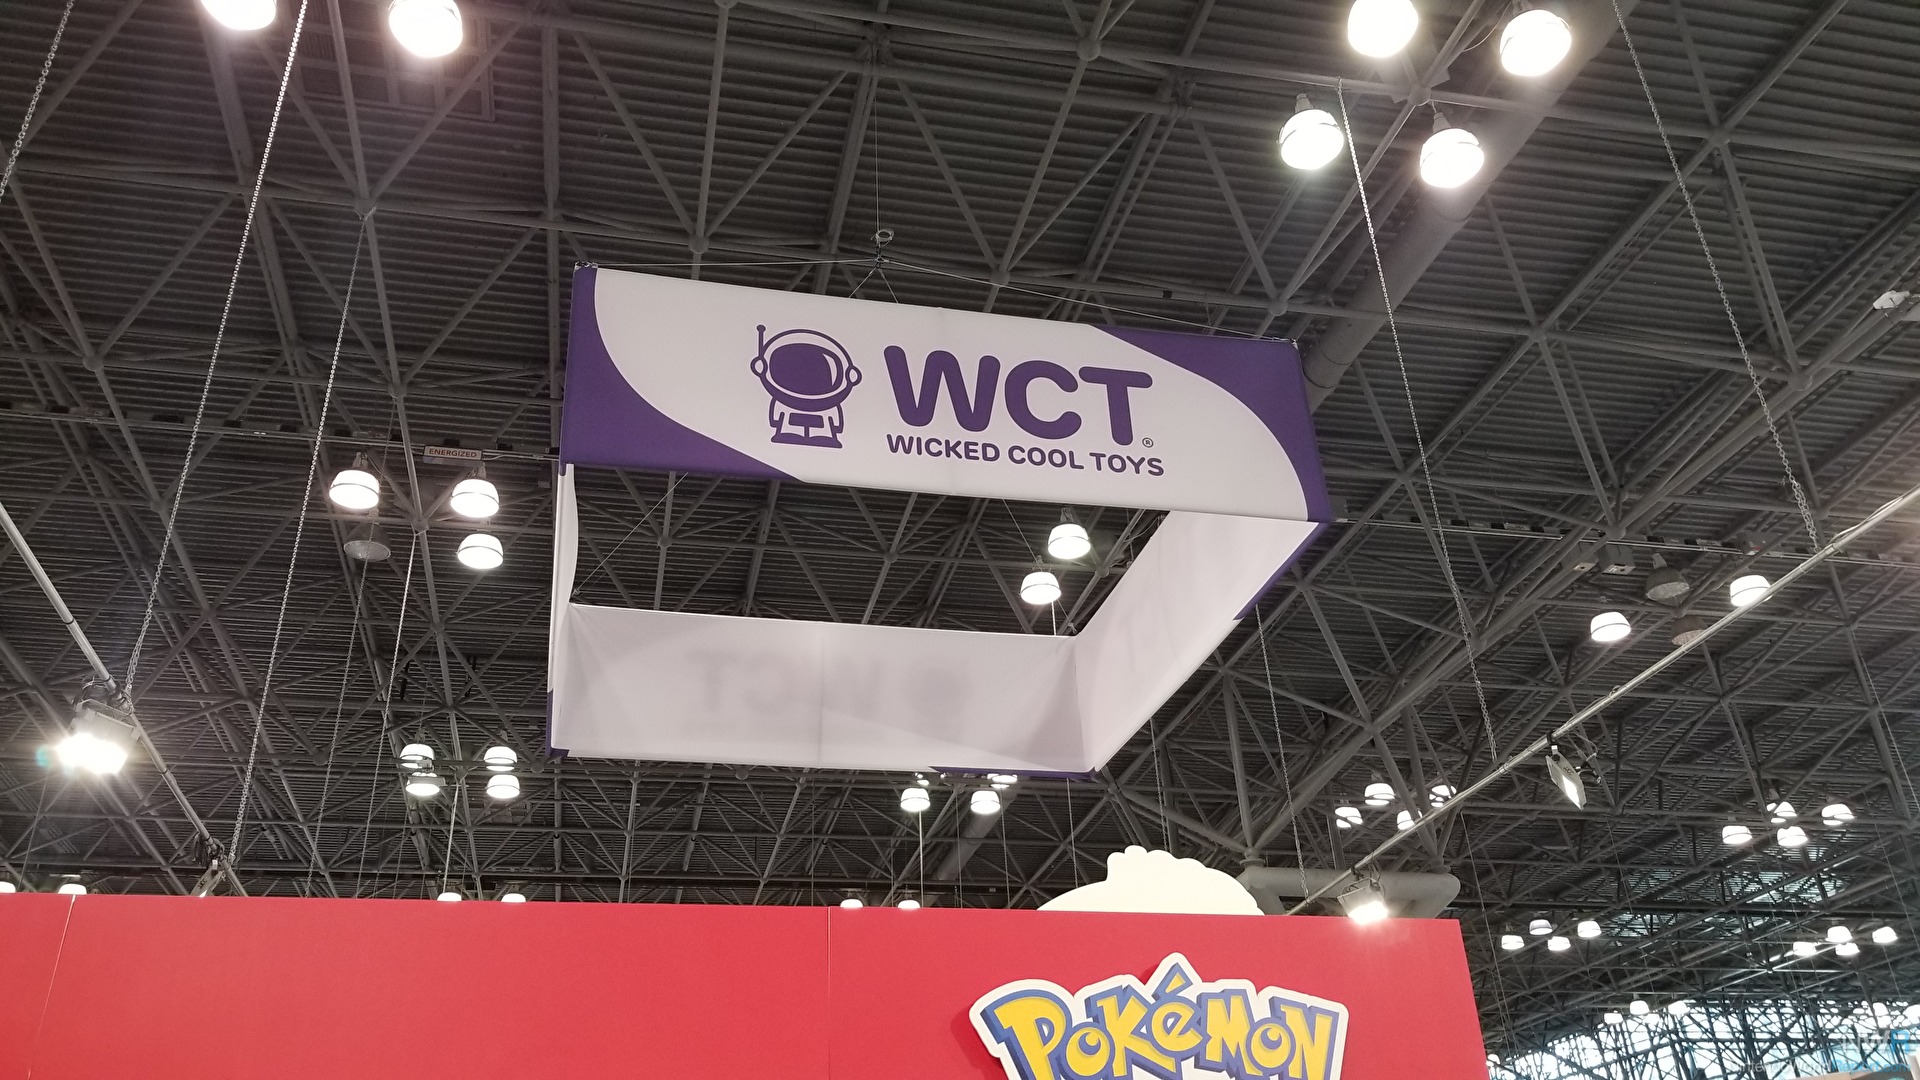 WCT®
WICKED COOL TOYS
ENERGIZED
POKéMON